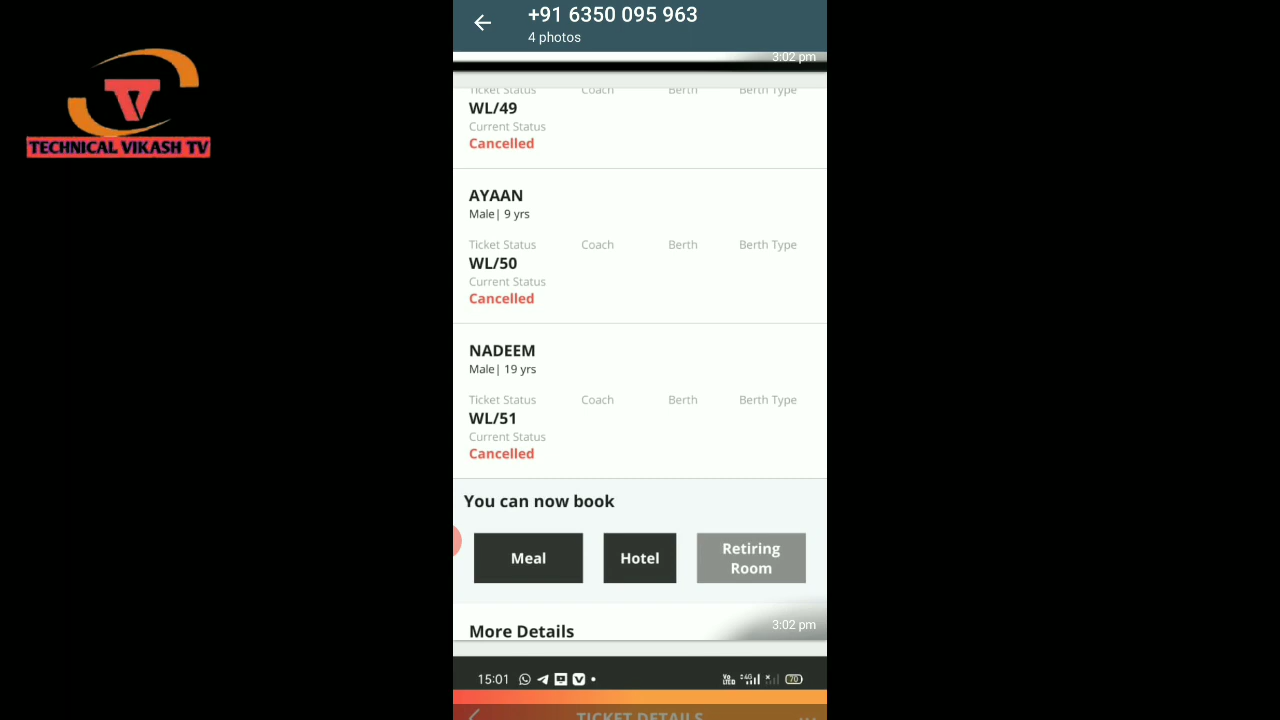 TECHNICAL VIKASH TV
+91 6350 095 963
4 photos
3:02 pm
Ticket Status Coach Berth Berth Type
WL/49
Current Status
Cancelled
AYAAN
Male| 9 yrs
Ticket Status Coach Berth Berth Type
WL/50
Current Status
Cancelled
NADEEM
Male| 19 yrs
Ticket Status Coach Berth Berth Type
WL/51
Current Status
Cancelled
You can now book
Meal Hotel Retiring
Room
More Details
3:02 pm
15:01 70
TICKET DETAILS